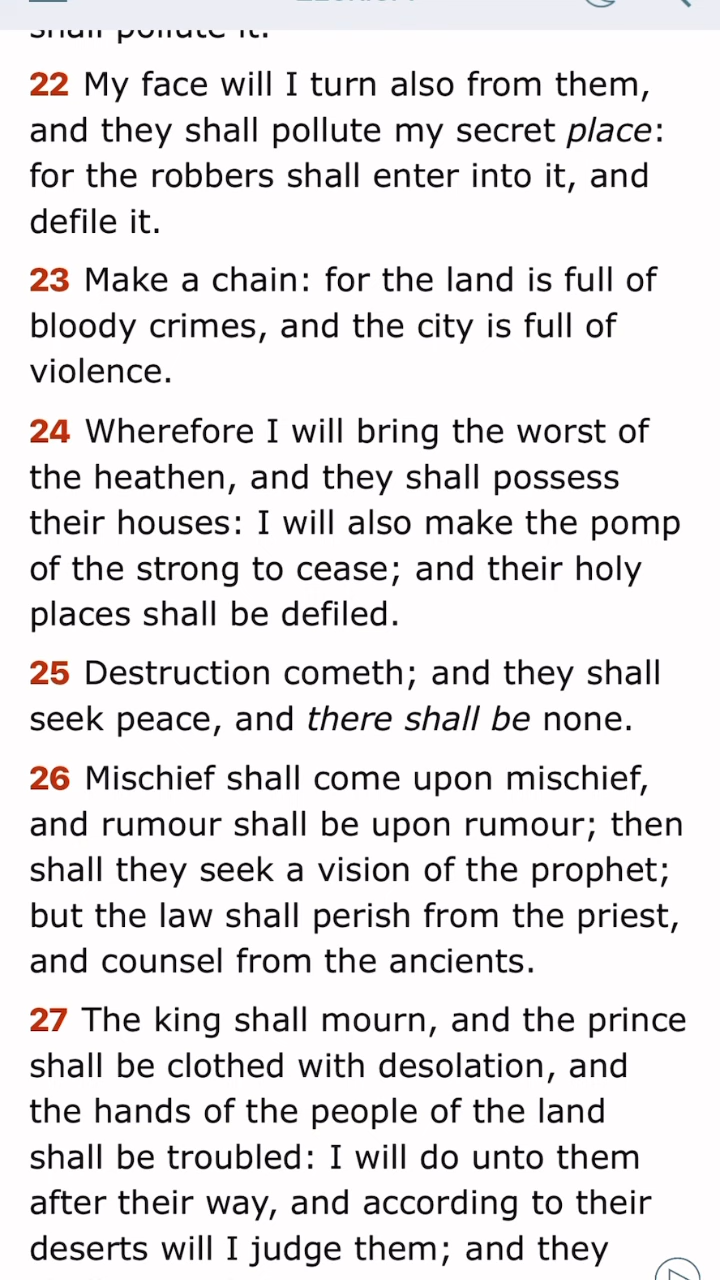 shall pollute it.
22 My face will I turn also from them,
and they shall pollute my secret place:
for the robbers shall enter into it, and
defile it.
23 Make a chain: for the land is full of
bloody crimes, and the city is full of
violence.
24 Wherefore I will bring the worst of
the heathen, and they shall possess
their houses: I will also make the pomp
of the strong to cease; and their holy
places shall be defiled.
25 Destruction cometh; and they shall
seek peace, and there shall be none.
26 Mischief shall come upon mischief,
and rumour shall be upon rumour; then
shall they seek a vision of the prophet;
but the law shall perish from the priest,
and counsel from the ancients.
27 The king shall mourn, and the prince
shall be clothed with desolation, and
the hands of the people of the land
shall be troubled: I will do unto them
after their way, and according to their
deserts will I judge them; and they